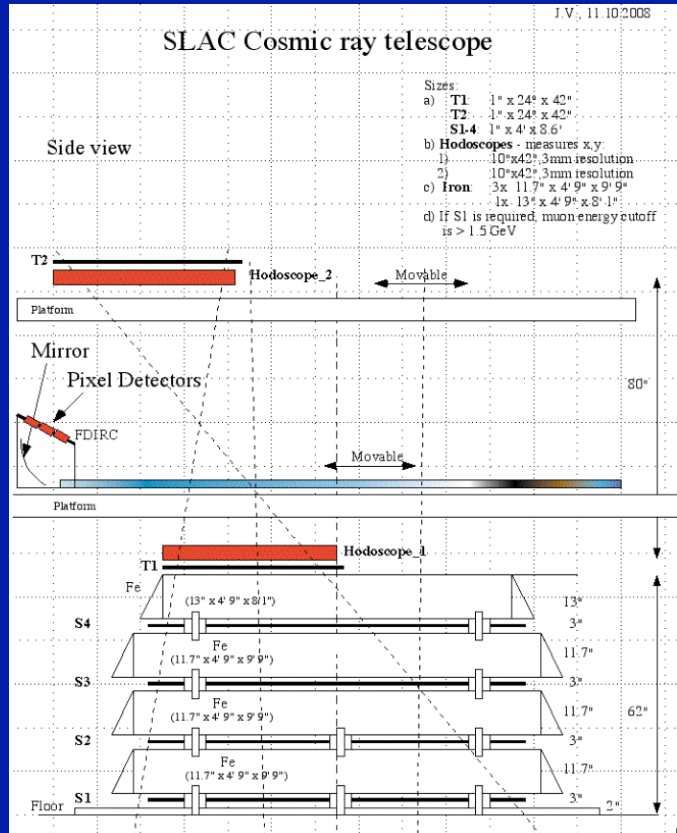 J.V., 11.10.2008
SLAC Cosmic ray telescope
Sizes:
a) T1: 1" x 24" x 42"
T2: 1" x 24" x 42"
S1-4: 1" x 4' x 8.6'
b) Hodoscopes - measures x,y:
1) 10"x42",3mm resolution
2) 10"x42",3mm resolution
c) Iron: 3x 11.7" x 4' 9" x 9' 9"
1x 13" x 4' 9" x 8' 1"
d) If S1 is required, muon energy cutoff
is > 1.5 GeV
Side view
T2
Hodoscope_2
Movable
Platform
Mirror
Pixel Detectors
80"
FDIRC
Movable
Platform
Hodoscope_1
T1
Fe
(13" x 4' 9" x 8'1")
13"
S4
3"
Fe
11.7"
(11.7" x 4' 9" x 9' 9")
S3
3"
Fe
(11.7" x 4' 9" x 9' 9")
11.7"
62"
S2
3"
Fe
11.7"
(11.7" x 4' 9" x 9' 9")
S1
3"
Floor
2"